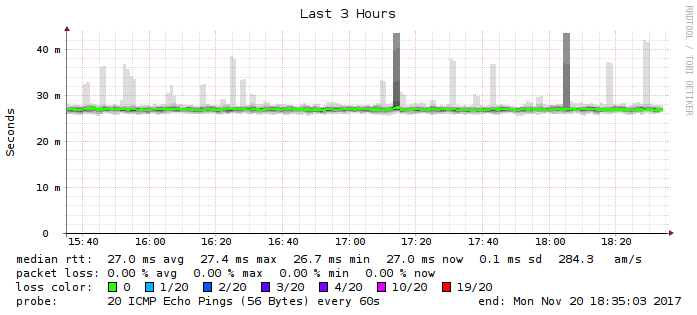 Last 3 Hours
RRDTOOL / TOBI OETIKER
Seconds
40 m
30 m
20 m
10 m
0
15:40 16:00 16:20 16:40 17:00 17:20 17:40 18:00 18:20
median rtt: 27.0 ms avg 27.4 ms max 26.7 ms min 27.0 ms now 0.1 ms sd 284.3 am/s
packet loss: 0.00 % avg 0.00 % max 0.00 % min 0.00 % now
loss color: 0 1/20 2/20 3/20 4/20 10/20 19/20
probe: 20 ICMP Echo Pings (56 Bytes) every 60s end: Mon Nov 20 18:35:03 2017